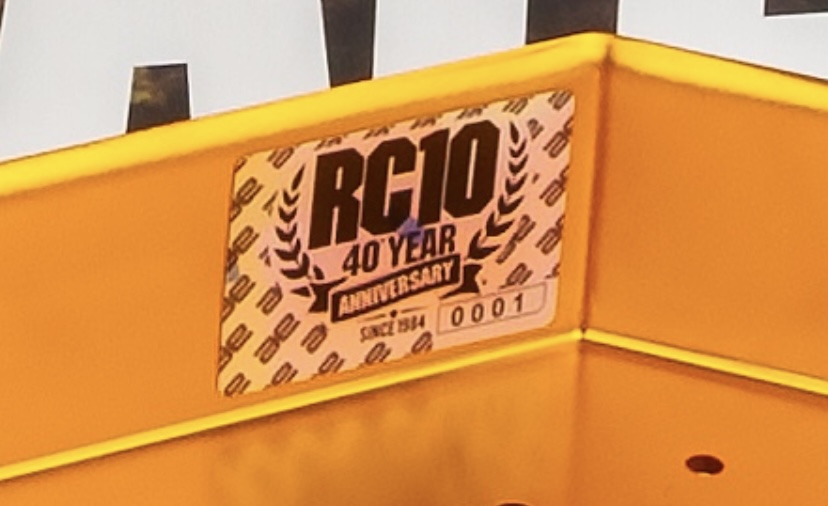 RC10
40 YEAR
ANNIVERSARY
SINCE 1984
0001